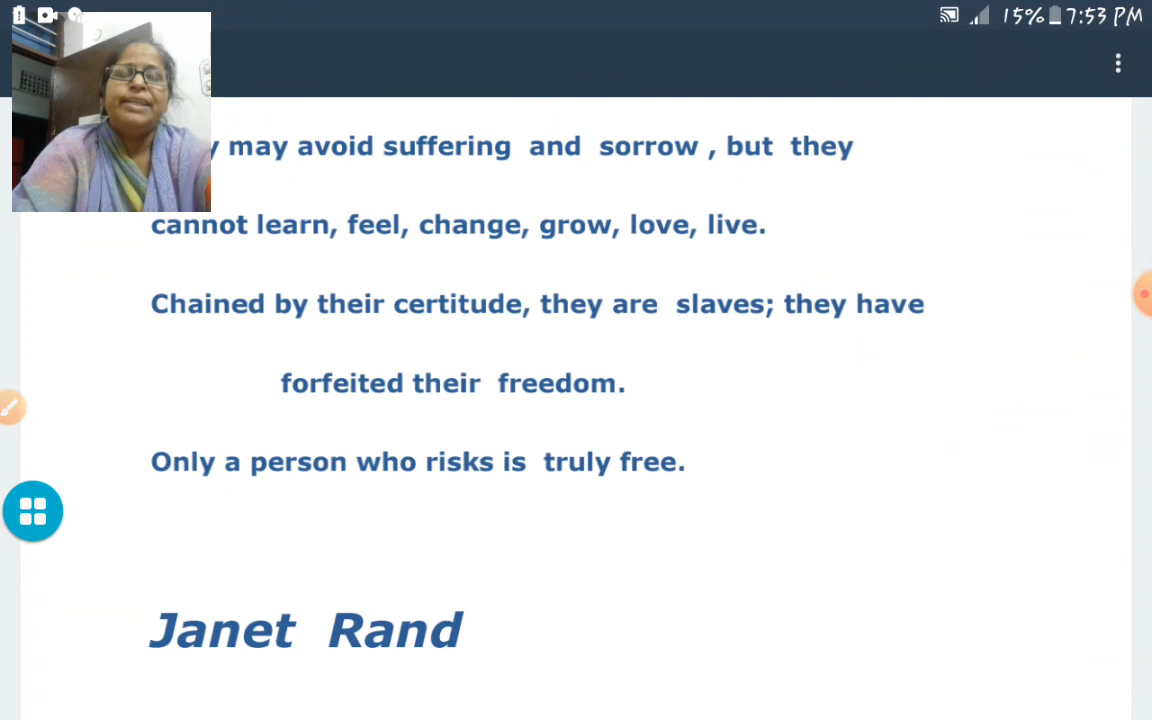 15% 7:53 PM
may avoid suffering and sorrow , but they
cannot learn, feel, change, grow, love, live.
Chained by their certitude, they are slaves; they have
forfeited their freedom.
Only a person who risks is truly free.
Janet Rand